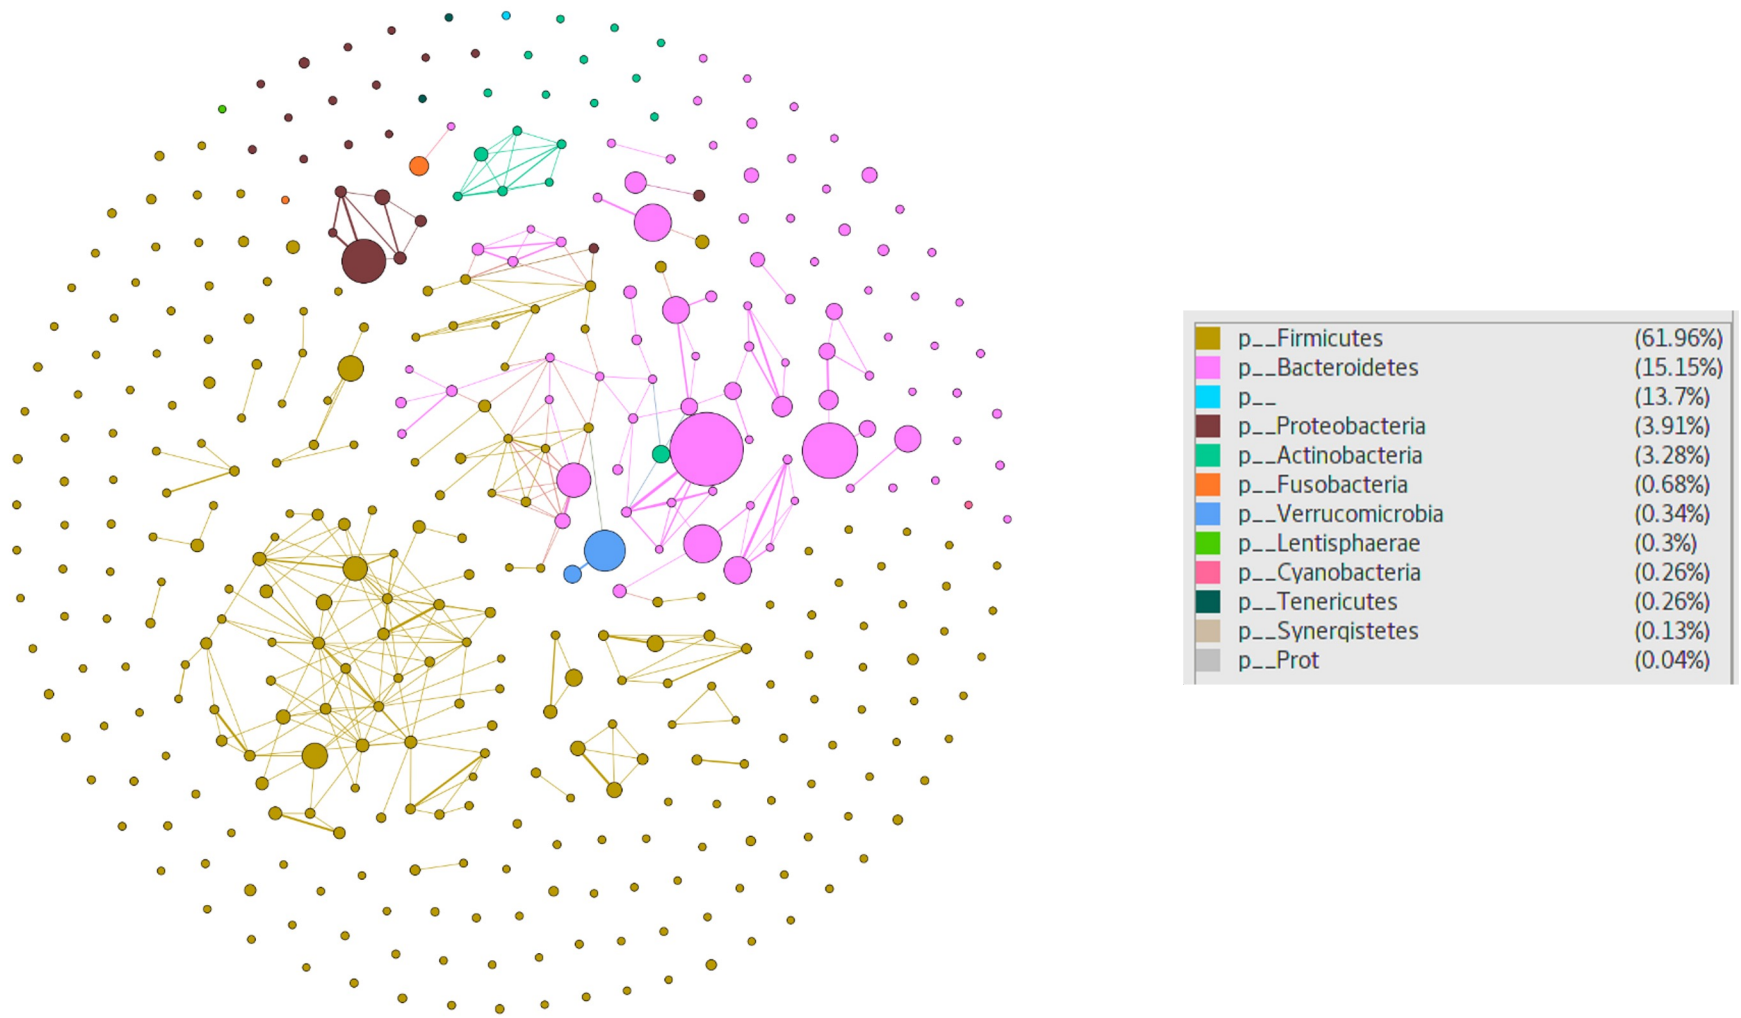 p__Firmicutes (61.96%)
p__Bacteroidetes (15.15%)
p__ (13.7%)
p__Proteobacteria (3.91%)
p__Actinobacteria (3.28%)
p__Fusobacteria (0.68%)
p__Verrucomicrobia (0.34%)
p__Lentisphaerae (0.3%)
p__Cyanobacteria (0.26%)
p__Tenericutes (0.26%)
p__Synergistetes (0.13%)
p__Prot (0.04%)